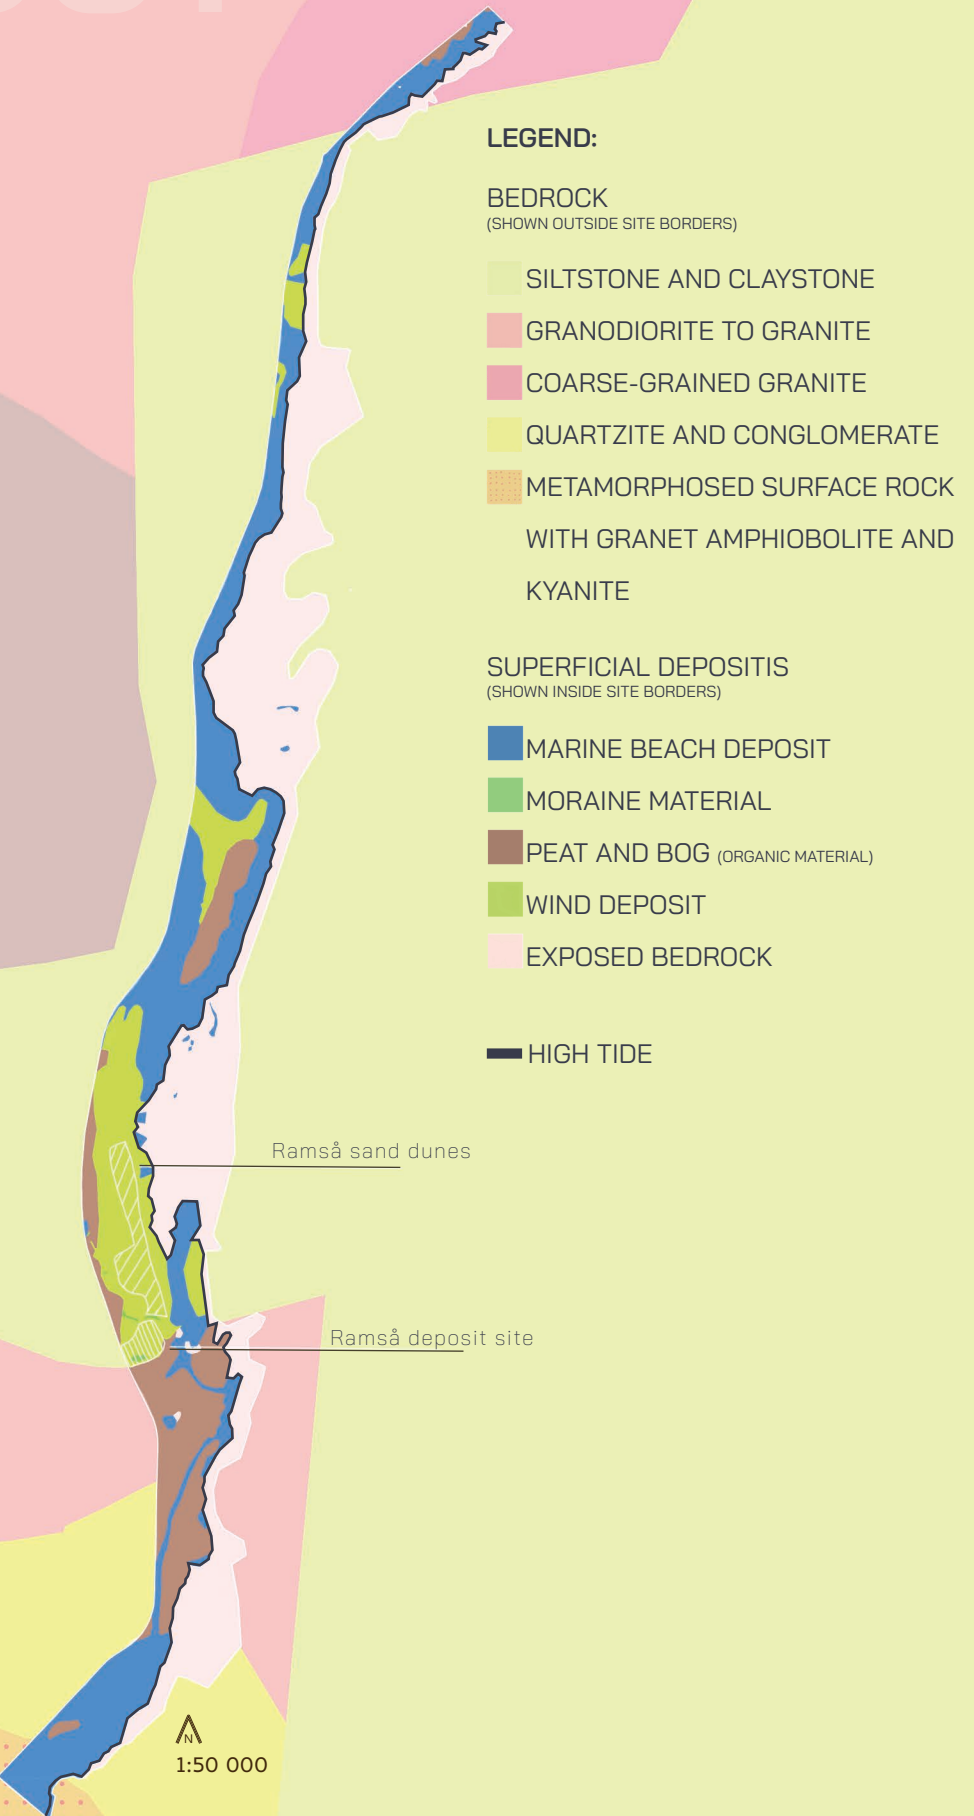 LEGEND:
BEDROCK
(SHOWN OUTSIDE SITE BORDERS)
SILTSTONE AND CLAYSTONE
GRANODIORITE TO GRANITE
COARSE-GRAINED GRANITE
QUARTZITE AND CONGLOMERATE
METAMORPHOSED SURFACE ROCK
WITH GRANET AMPHIOBOLITE AND
KYANITE
SUPERFICIAL DEPOSITIS
(SHOWN INSIDE SITE BORDERS)
MARINE BEACH DEPOSIT
MORAINE MATERIAL
PEAT AND BOG (ORGANIC MATERIAL)
WIND DEPOSIT
EXPOSED BEDROCK
HIGH TIDE
Ramså sand dunes
Ramså deposit site
N
1:50 000